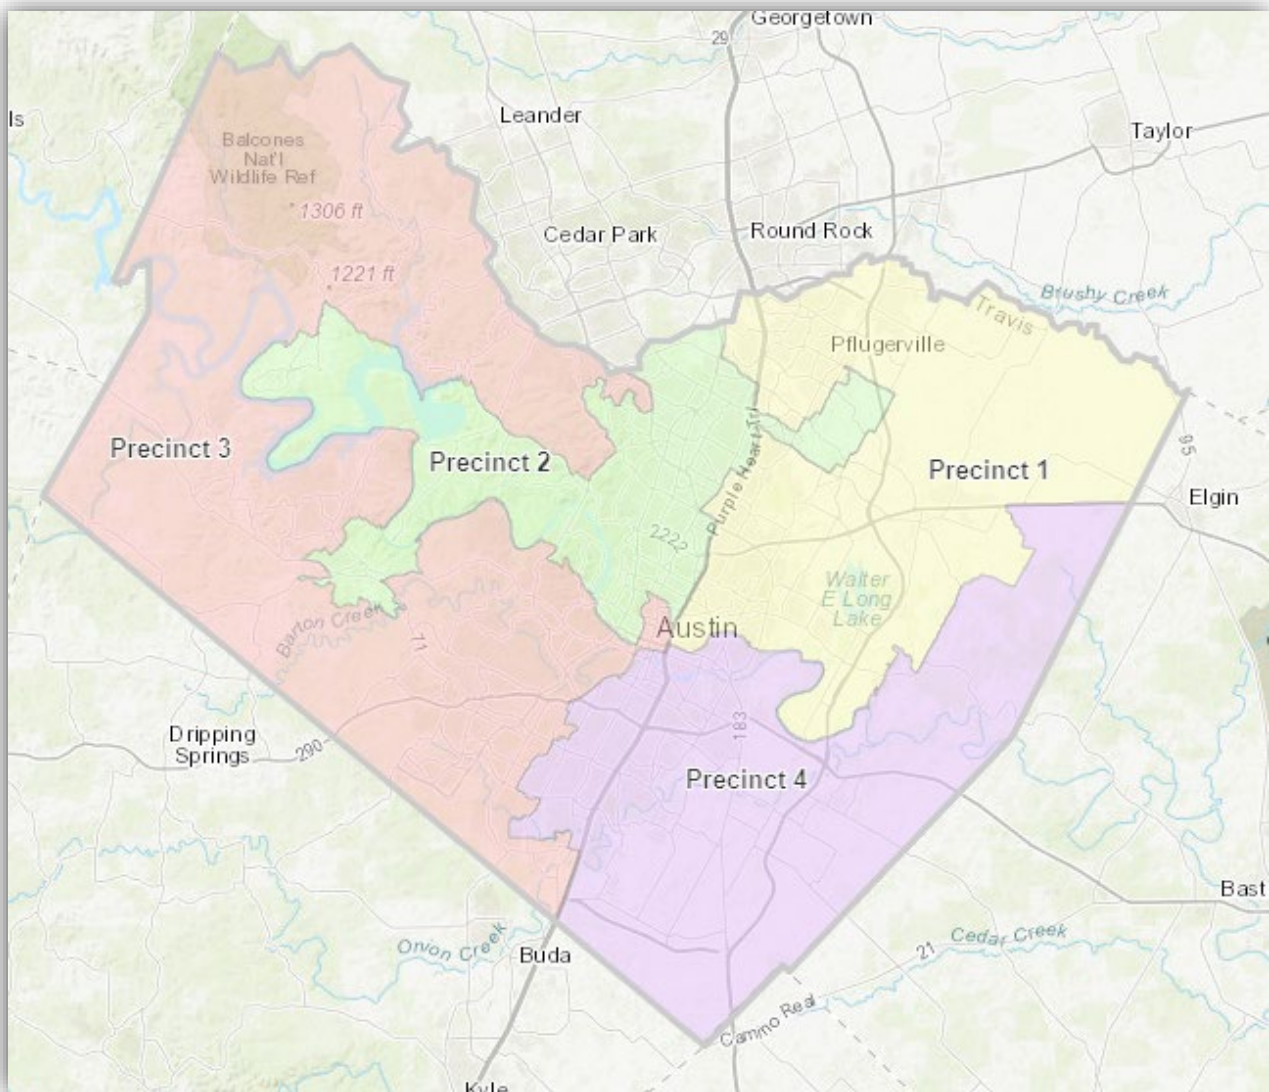 Georgetown
29
Leander
ls
Taylor
Balcones
Nat'l
Wildlife Ref
1306 ft
Cedar Park
Round Rock
1221 ft
Brushy Creek
Travis
Pflugerville
Precinct 3
Precinct 2
Purple Heart Trl
Precinct 1
95
Elgin
2222
Walter
E Long
Lake
Barton Creek
71
Austin
183
Dripping
Springs
290
Precinct 4
Bast
Onion Creek
Buda
21
Cedar Creek
Camino Real
Kyle